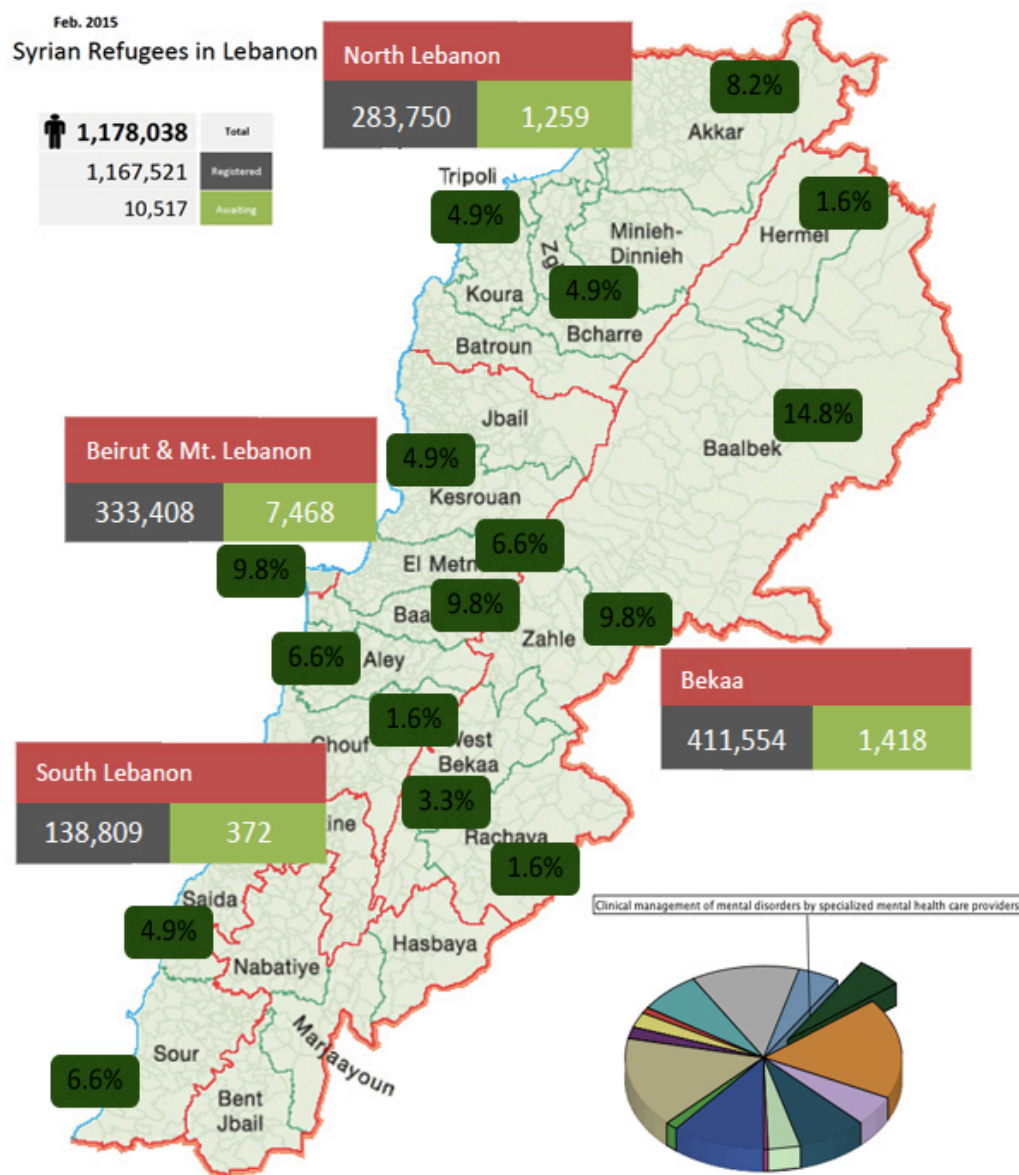 Feb. 2015
Syrian Refugees in Lebanon
1,178,038 Total
1,167,521 Registered
10,517 Awaiting
North Lebanon
283,750 1,259
8.2%
Akkar
Tripoli
4.9%
1.6%
Hermel
Minieh-
Dinnieh
Zg
4.9%
Koura
Bcharre
Batroun
14.8%
Jbail
Baalbek
Beirut & Mt. Lebanon
333,408 7,468
4.9%
Kesrouan
6.6%
El Metn
9.8%
9.8%
Baa
9.8%
Zahle
6.6%
Aley
Bekaa
411,554 1,418
1.6%
Chouf
West
Bekaa
South Lebanon
138,809 372
3.3%
zine
Rachaya
1.6%
Saida
4.9%
Hasbaya
Nabatiye
Clinical management of mental disorders by specialized mental health care providers
Marjaayoun
Sour
6.6%
Bent
Jbail